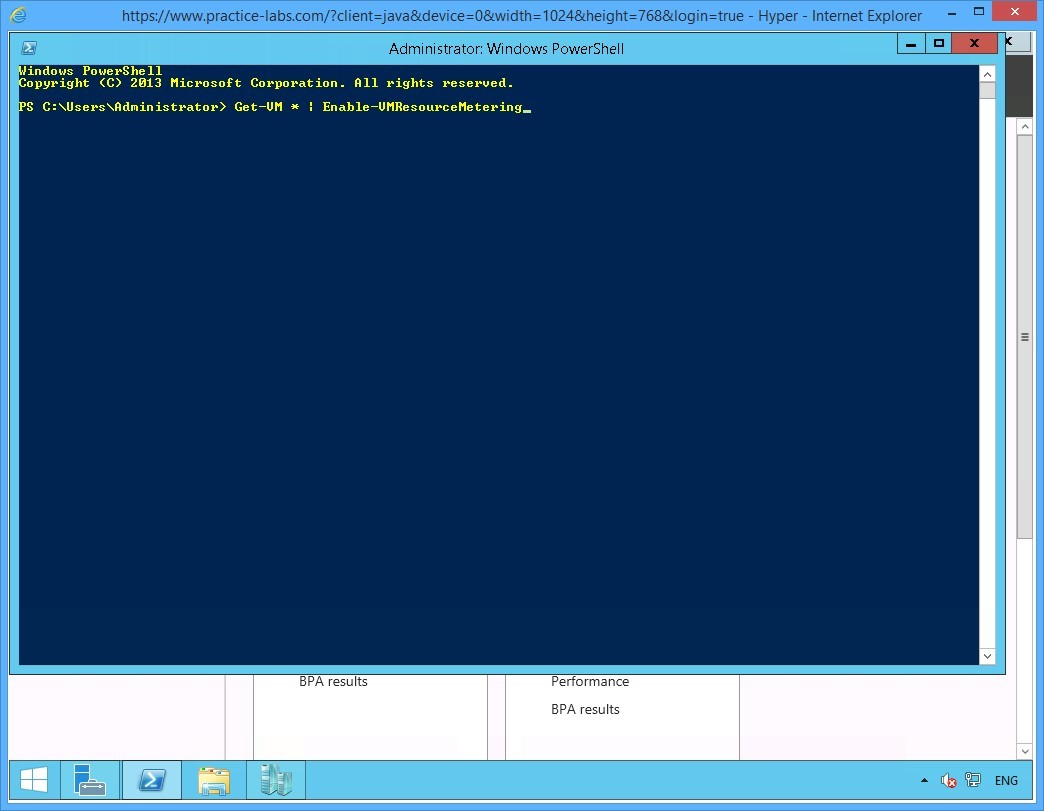 https://www.practice-labs.com/?client=java&device=0&width=1024&height=768&login=true - Hyper - Internet Explorer
Administrator: Windows PowerShell
Windows PowerShell
Copyright (C) 2013 Microsoft Corporation. All rights reserved.
PS C:\Users\Administrator> Get-VM * | Enable-VMResourceMetering_
BPA results
Performance
BPA results
ENG